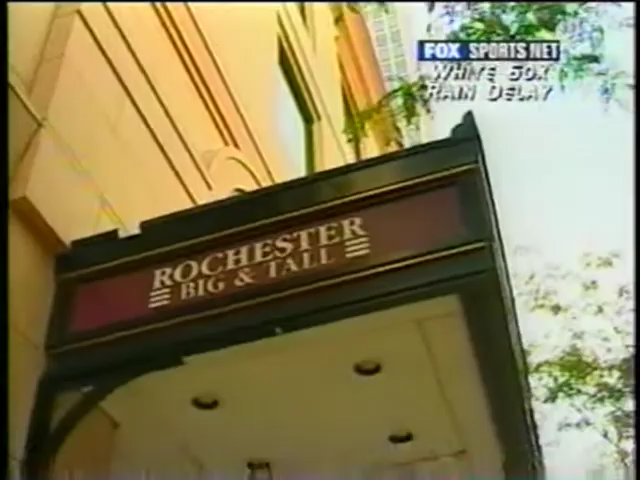 FOX SPORTS NET
WHITE SOX
RAIN DELAY
ROCHESTER
BIG & TALL